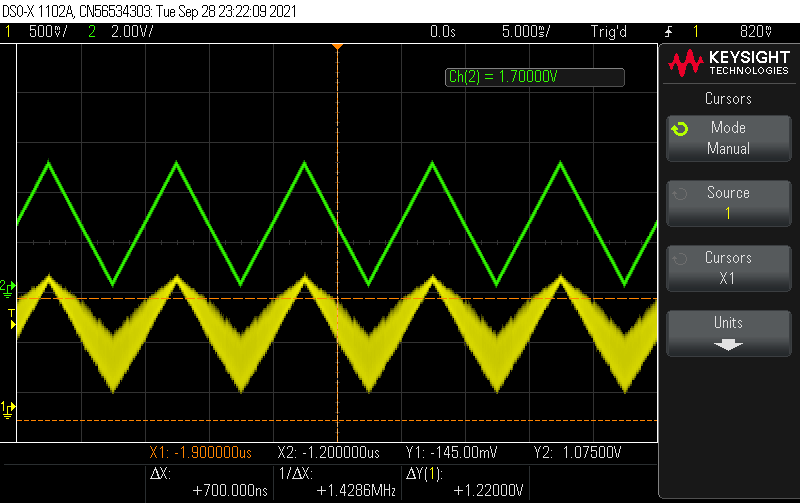 DSO-X 1102A, CN56534303: Tue Sep 28 23:22:09 2021
1 500mV/ 2 2.00V/ 0.0s 5.000ms/ Trig'd 1 820mV
Ch(2) = 1.70000V
KEYSIGHT
TECHNOLOGIES
Cursors
Mode
Manual
Source
1
Cursors
X1
Units
2
T
1
X1: -1.900000us X2: -1.200000us Y1: -145.00mV Y2: 1.07500V
ΔX: 1/ΔX: ΔY(1):
+700.000ns +1.4286MHz +1.22000V